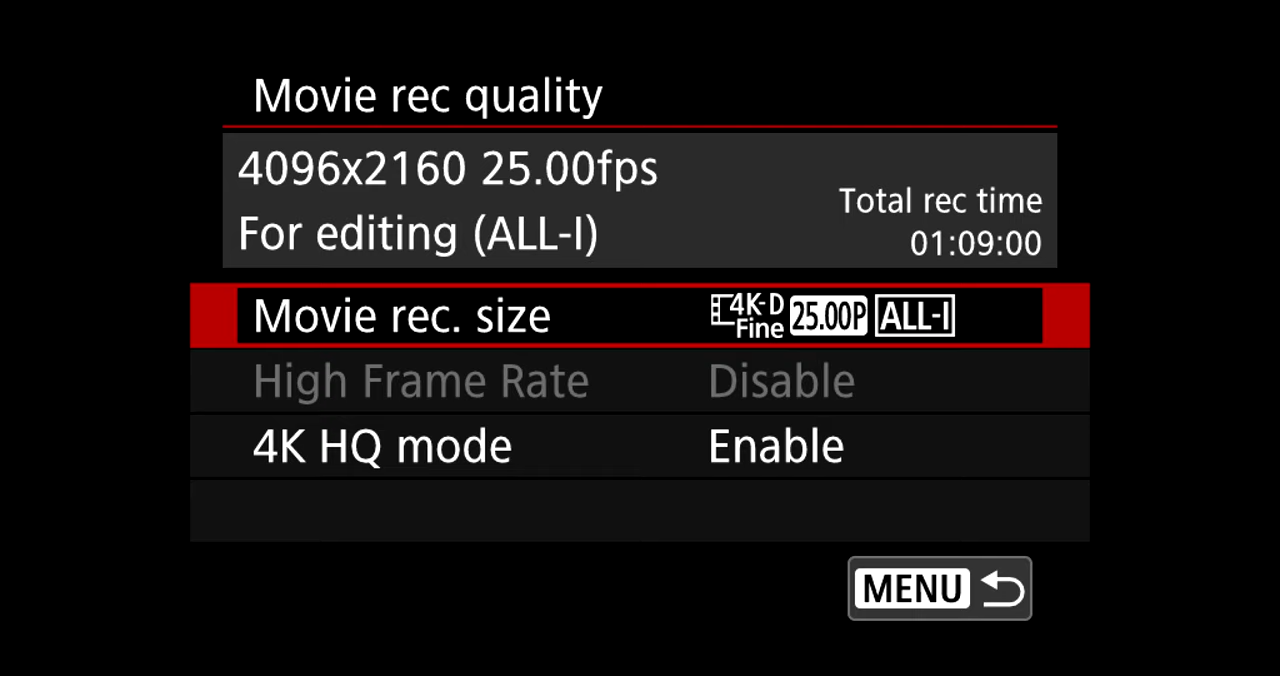 Movie rec quality
4096x2160 25.00fps
For editing (ALL-I)
Total rec time
01:09:00
Movie rec. size 4K-D Fine 25.00P ALL-I
High Frame Rate Disable
4K HQ mode Enable
MENU